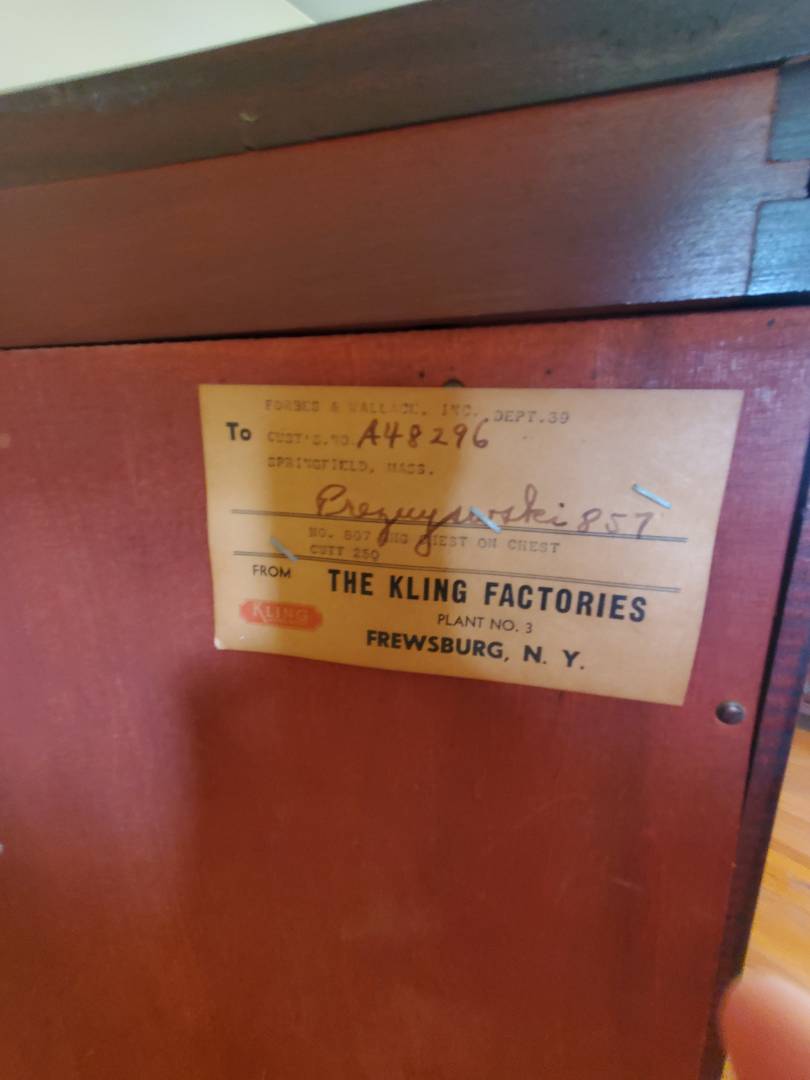 FORBES & WALLACE, INC. DEPT.39
To CUST'S.NO. A48296
SPRINGFIELD, MASS.
857
NO. 807 CHEST ON CHEST
CUTT 250
FROM THE KLING FACTORIES
KLING
PLANT NO. 3
FREWSBURG, N. Y.